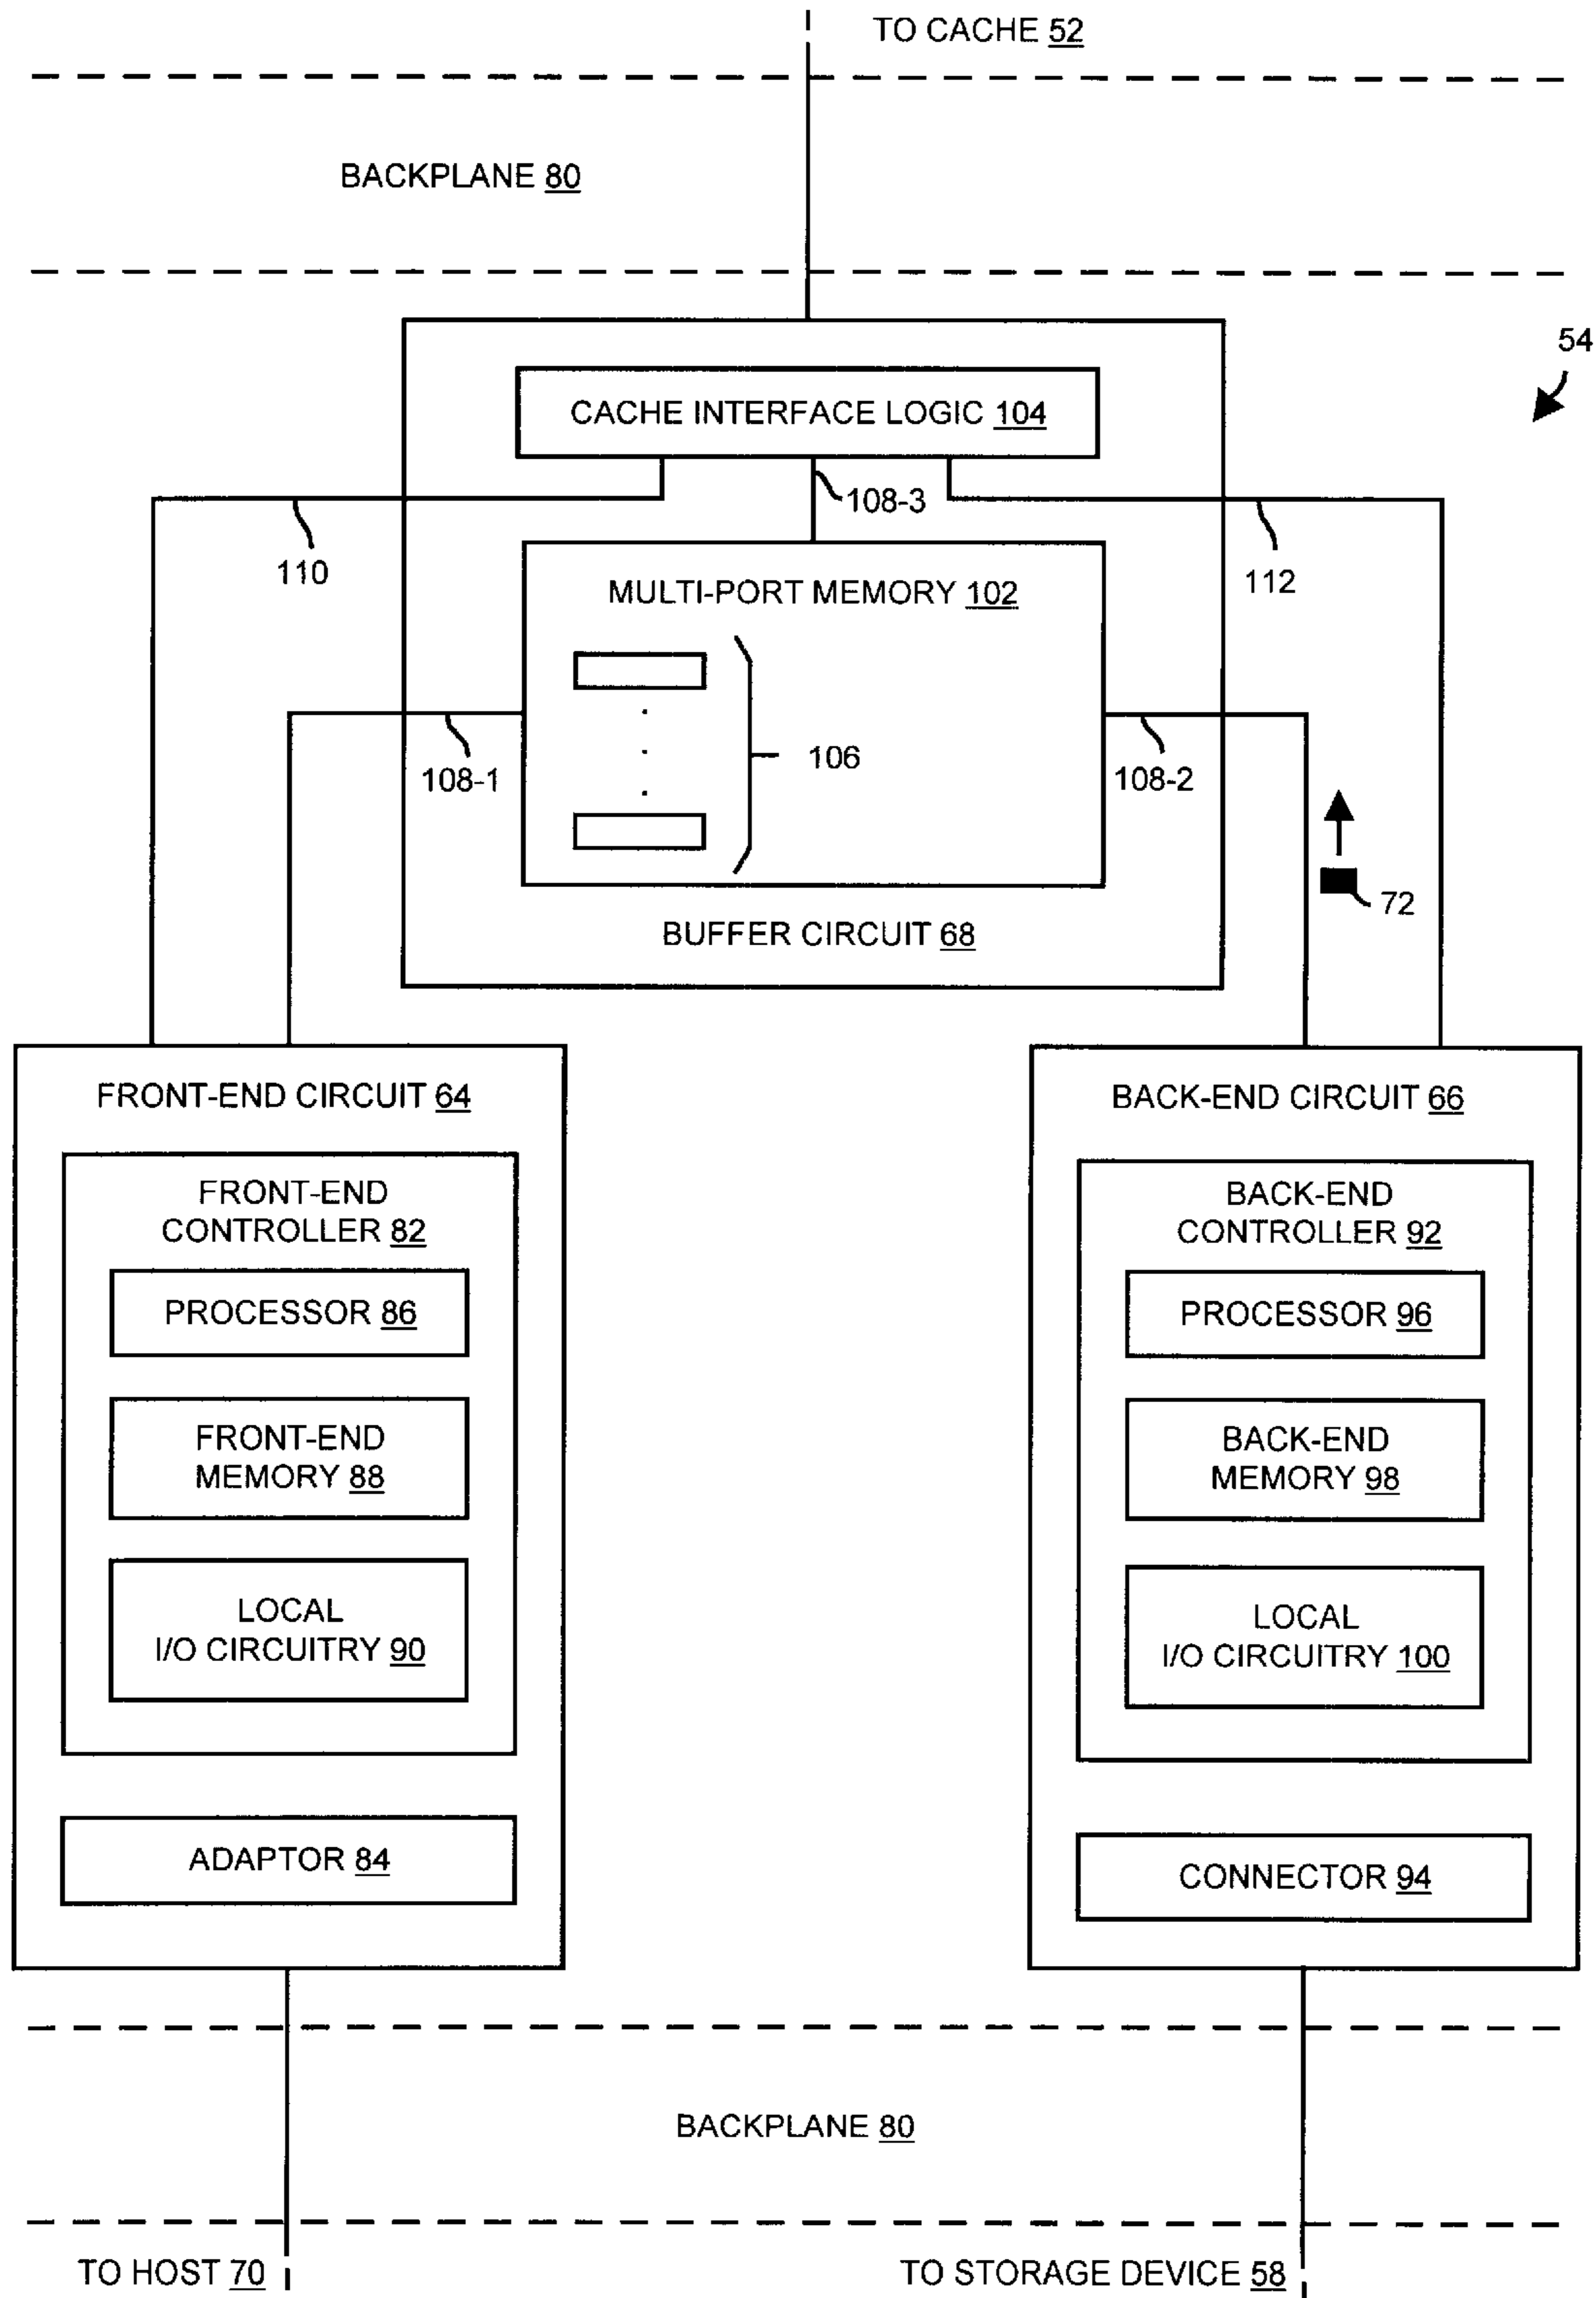 TO CACHE 52
BACKPLANE 80
54
CACHE INTERFACE LOGIC 104
108-3
110
112
MULTI-PORT MEMORY 102
106
108-1
108-2
72
BUFFER CIRCUIT 68
FRONT-END CIRCUIT 64
FRONT-END
CONTROLLER 82
PROCESSOR 86
FRONT-END
MEMORY 88
LOCAL
I/O CIRCUITRY 90
ADAPTOR 84
BACK-END CIRCUIT 66
BACK-END
CONTROLLER 92
PROCESSOR 96
BACK-END
MEMORY 98
LOCAL
I/O CIRCUITRY 100
CONNECTOR 94
BACKPLANE 80
TO HOST 70
TO STORAGE DEVICE 58